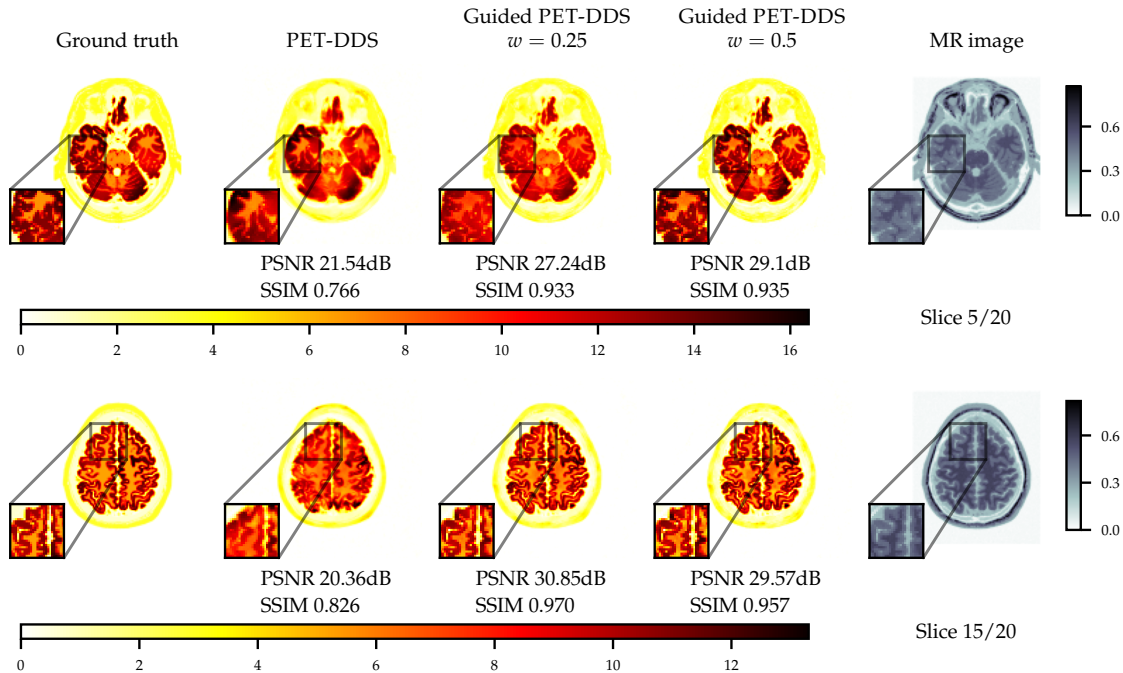 Ground truth
PET-DDS
Guided PET-DDS
w = 0.25
Guided PET-DDS
w = 0.5
MR image
0.6
0.3
0.0
PSNR 21.54dB
SSIM 0.766
PSNR 27.24dB
SSIM 0.933
PSNR 29.1dB
SSIM 0.935
Slice 5/20
0 2 4 6 8 10 12 14 16
0.6
0.3
0.0
PSNR 20.36dB
SSIM 0.826
PSNR 30.85dB
SSIM 0.970
PSNR 29.57dB
SSIM 0.957
Slice 15/20
0 2 4 6 8 10 12